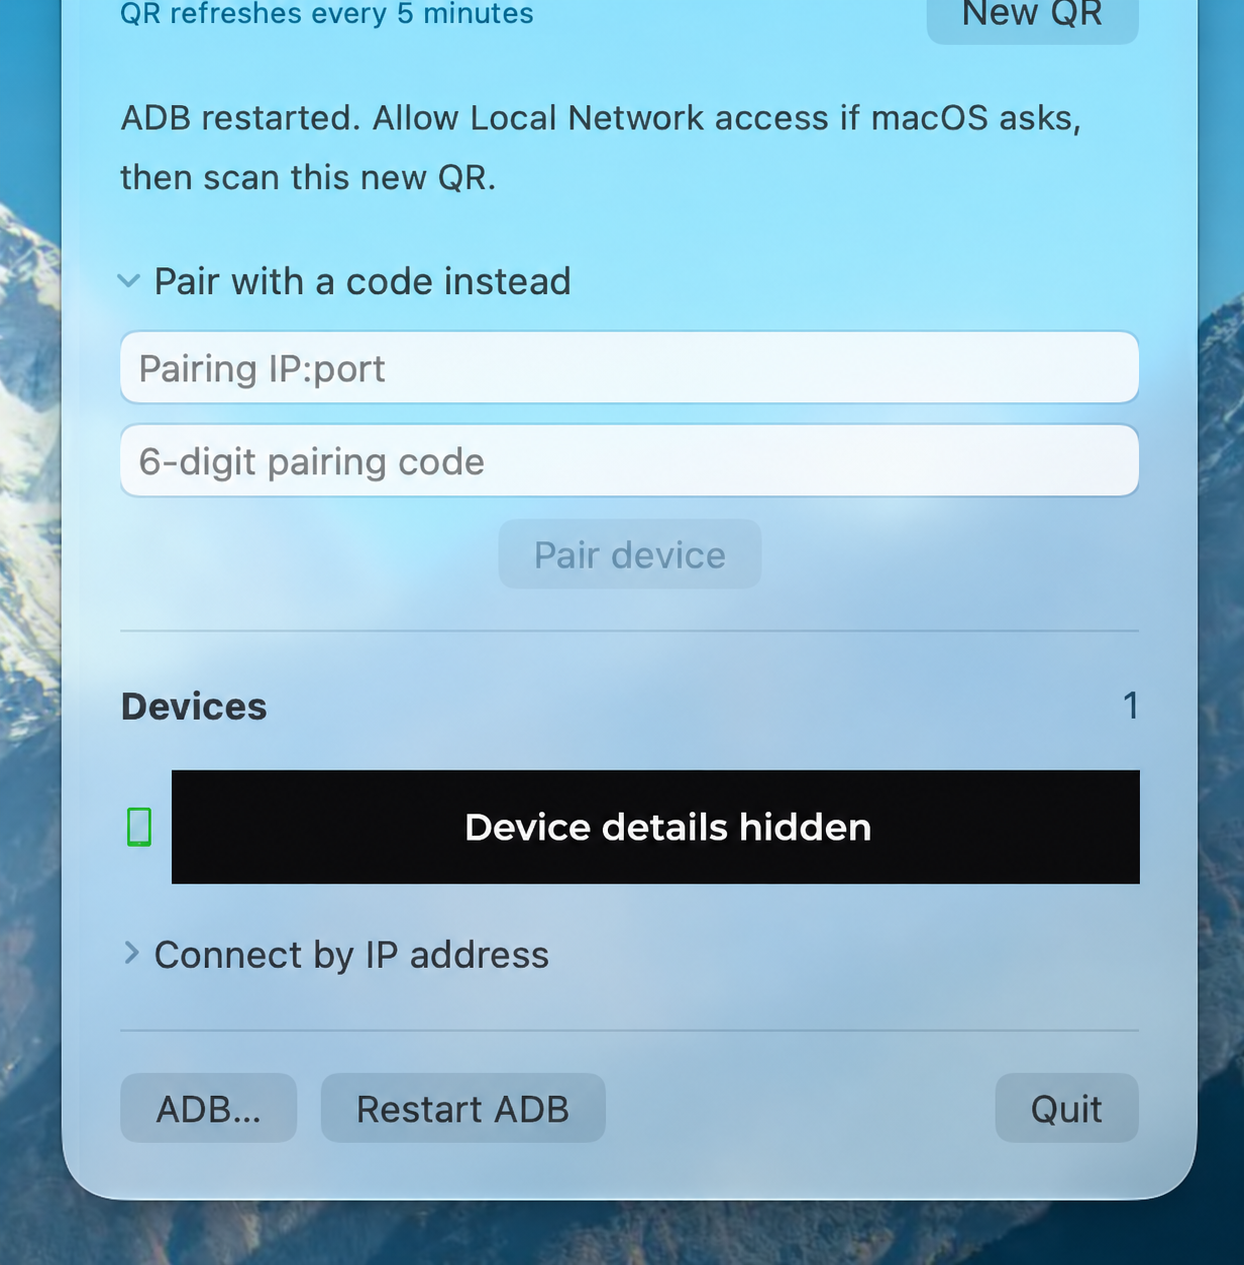 QR refreshes every 5 minutes
New QR
ADB restarted. Allow Local Network access if macOS asks,
then scan this new QR.
Pair with a code instead
Pairing IP:port
6-digit pairing code
Pair device
Devices
1
Device details hidden
Connect by IP address
ADB...
Restart ADB
Quit